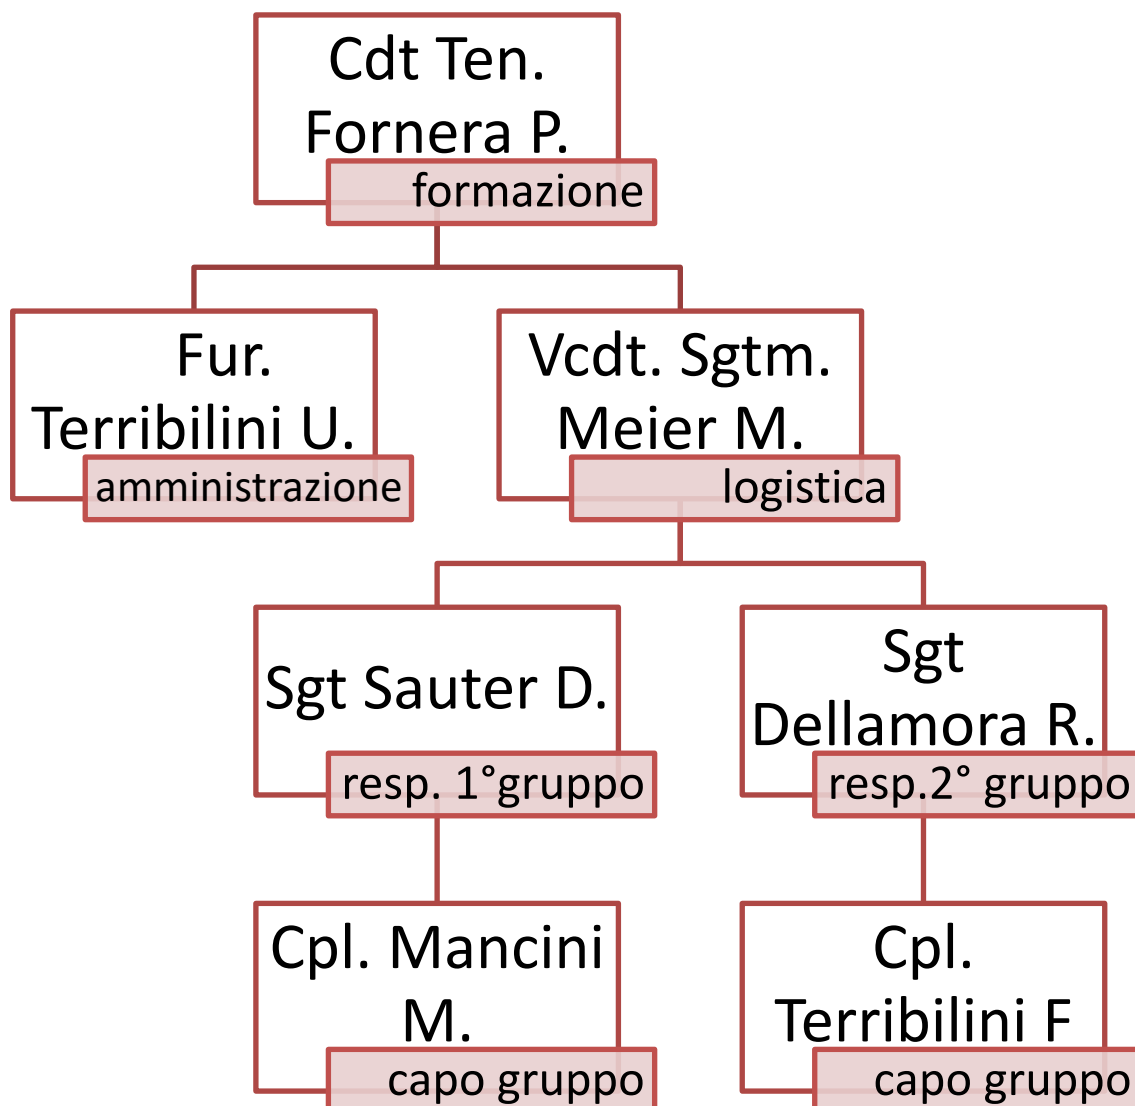 Cdt Ten.
Fornera P.
formazione
Fur.
Terribilini U.
amministrazione
Vcdt. Sgtm.
Meier M.
logistica
Sgt Sauter D.
resp. 1°gruppo
Sgt
Dellamora R.
resp.2° gruppo
Cpl. Mancini
M.
capo gruppo
Cpl.
Terribilini F
capo gruppo